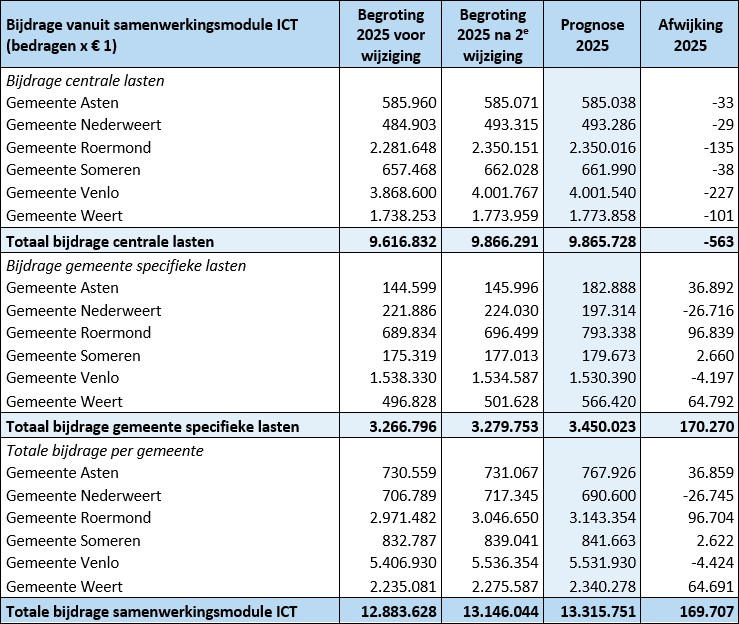 Bijdrage vanuit samenwerkingsmodule ICT (bedragen x € 1) | Begroting 2025 voor wijziging | Begroting 2025 na 2e wijziging | Prognose 2025 | Afwijking 2025
Bijdrage centrale lasten
Gemeente Asten 585.960 585.071 585.038 -33
Gemeente Nederweert 484.903 493.315 493.286 -29
Gemeente Roermond 2.281.648 2.350.151 2.350.016 -135
Gemeente Someren 657.468 662.028 661.990 -38
Gemeente Venlo 3.868.600 4.001.767 4.001.540 -227
Gemeente Weert 1.738.253 1.773.959 1.773.858 -101
Totaal bijdrage centrale lasten 9.616.832 9.866.291 9.865.728 -563
Bijdrage gemeente specifieke lasten
Gemeente Asten 144.599 145.996 182.888 36.892
Gemeente Nederweert 221.886 224.030 197.314 -26.716
Gemeente Roermond 689.834 696.499 793.338 96.839
Gemeente Someren 175.319 177.013 179.673 2.660
Gemeente Venlo 1.538.330 1.534.587 1.530.390 -4.197
Gemeente Weert 496.828 501.628 566.420 64.792
Totaal bijdrage gemeente specifieke lasten 3.266.796 3.279.753 3.450.023 170.270
Totale bijdrage per gemeente
Gemeente Asten 730.559 731.067 767.926 36.859
Gemeente Nederweert 706.789 717.345 690.600 -26.745
Gemeente Roermond 2.971.482 3.046.650 3.143.354 96.704
Gemeente Someren 832.787 839.041 841.663 2.622
Gemeente Venlo 5.406.930 5.536.354 5.531.930 -4.424
Gemeente Weert 2.235.081 2.275.587 2.340.278 64.691
Totale bijdrage samenwerkingsmodule ICT 12.883.628 13.146.044 13.315.751 169.707